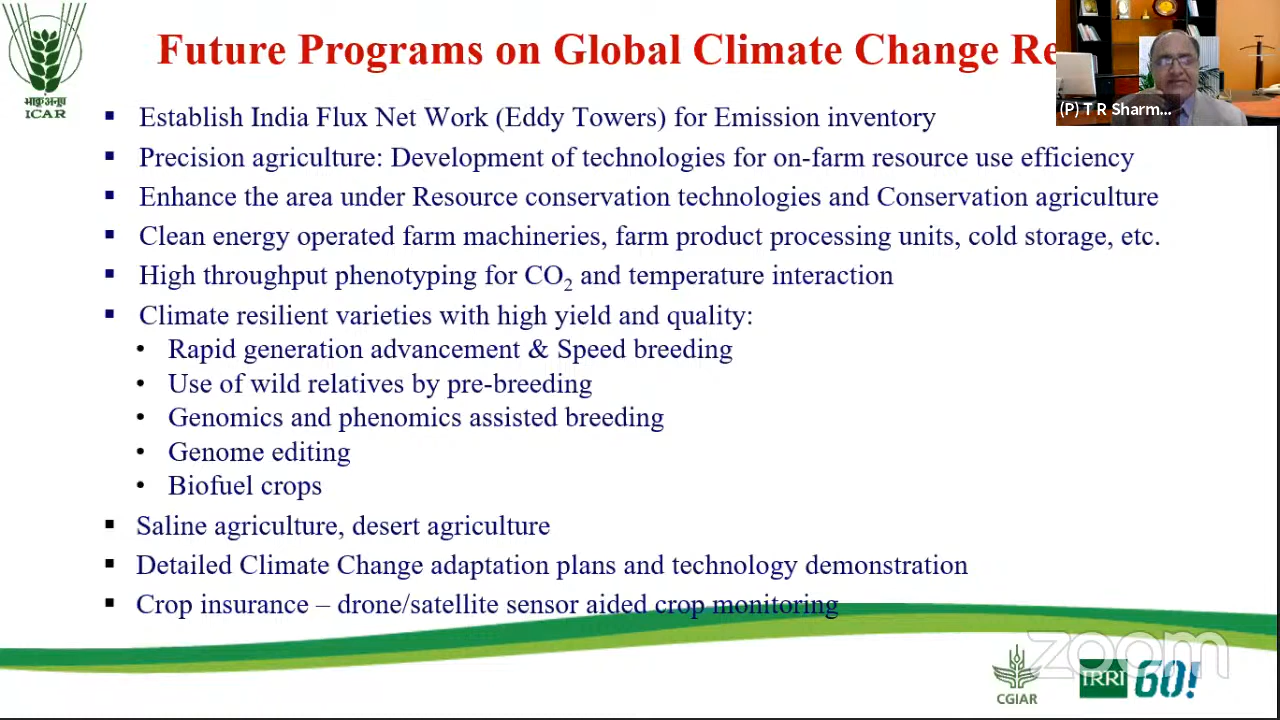 Future Programs on Global Climate Change Re
(P) T R Sharm...
भाकृअनुप
ICAR
Establish India Flux Net Work (Eddy Towers) for Emission inventory
Precision agriculture: Development of technologies for on-farm resource use efficiency
Enhance the area under Resource conservation technologies and Conservation agriculture
Clean energy operated farm machineries, farm product processing units, cold storage, etc.
High throughput phenotyping for CO₂ and temperature interaction
Climate resilient varieties with high yield and quality:
Rapid generation advancement & Speed breeding
Use of wild relatives by pre-breeding
Genomics and phenomics assisted breeding
Genome editing
Biofuel crops
Saline agriculture, desert agriculture
Detailed Climate Change adaptation plans and technology demonstration
Crop insurance – drone/satellite sensor aided crop monitoring
zoom
CGIAR
IRRI 60!